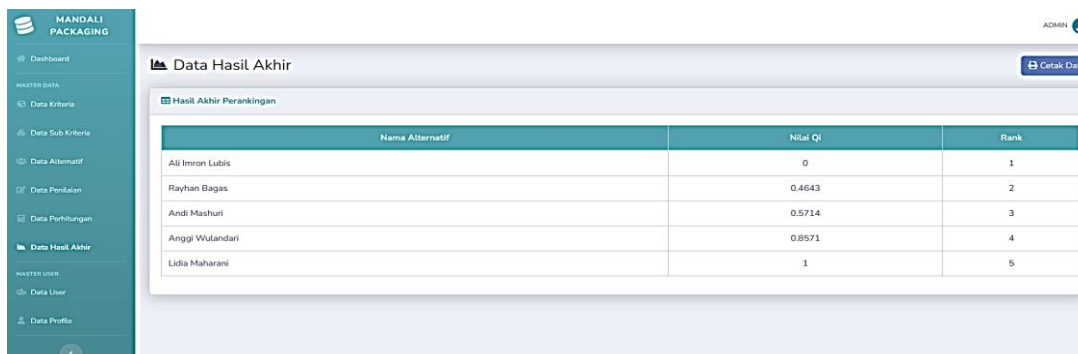 MANDALI
PACKAGING
ADMIN
Dashboard
Data Hasil Akhir
Cetak Da
MASTER DATA
Data Kriteria
Hasil Akhir Perankingan
Data Sub Kriteria
Nama Alternatif Nilai Qi Rank
Data Alternatif
Ali Imron Lubis 0 1
Data Penilaian
Rayhan Bagas 0.4643 2
Data Perhitungan
Andi Mashuri 0.5714 3
Anggi Wulandari 0.8571 4
Data Hasil Akhir
Lidia Maharani 1 5
MASTER USER
Data User
Data Profile